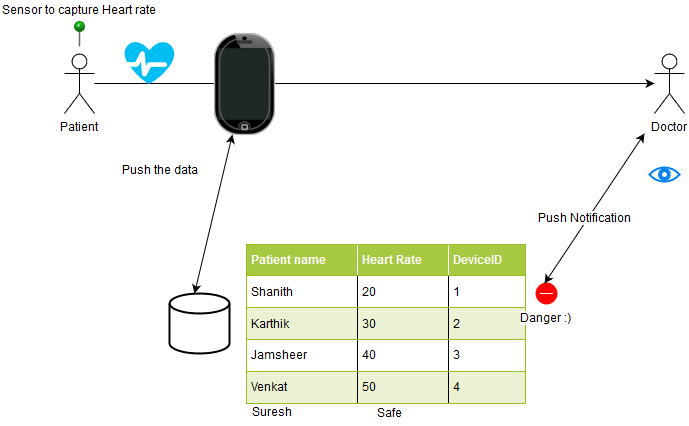 Sensor to capture Heart rate
Patient
Doctor
Push the data
Push Notification
Patient name Heart Rate DeviceID
Shanith 20 1
Danger :)
Karthik 30 2
Jamsheer 40 3
Venkat 50 4
Suresh Safe